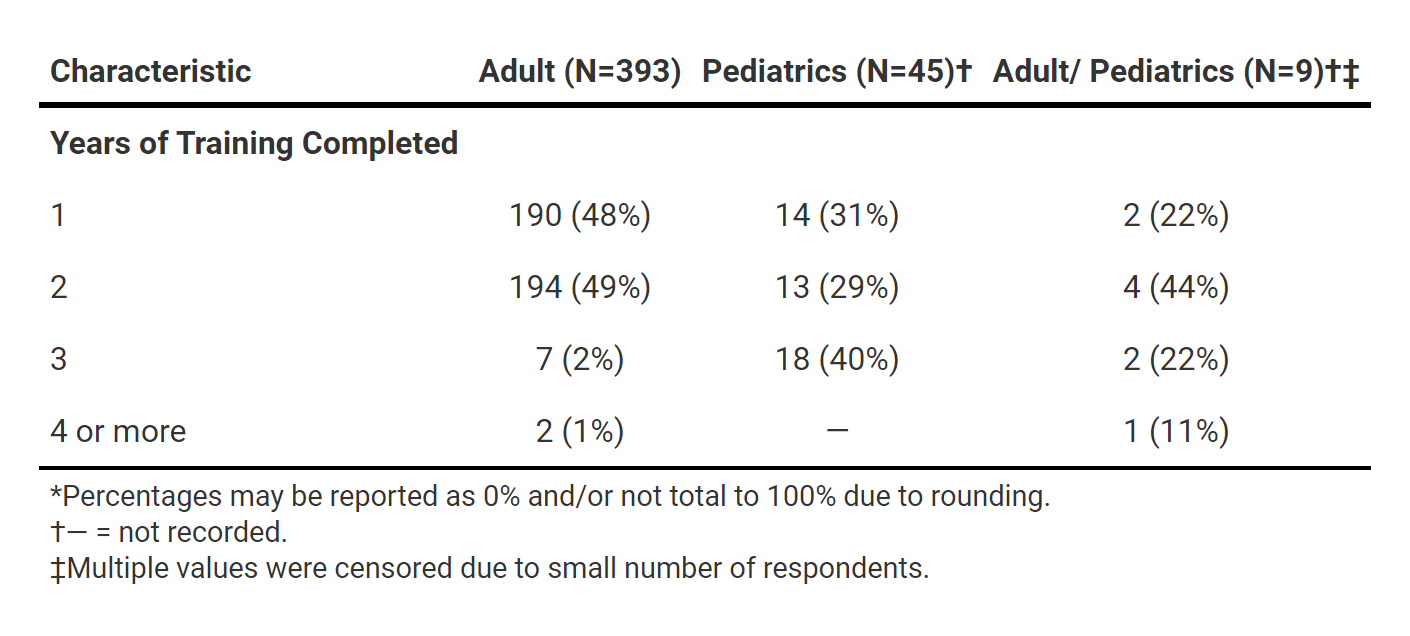 Characteristic Adult (N=393) Pediatrics (N=45)† Adult/ Pediatrics (N=9)†‡
Years of Training Completed
1 190 (48%) 14 (31%) 2 (22%)
2 194 (49%) 13 (29%) 4 (44%)
3 7 (2%) 18 (40%) 2 (22%)
4 or more 2 (1%) — 1 (11%)
*Percentages may be reported as 0% and/or not total to 100% due to rounding.
†— = not recorded.
‡Multiple values were censored due to small number of respondents.